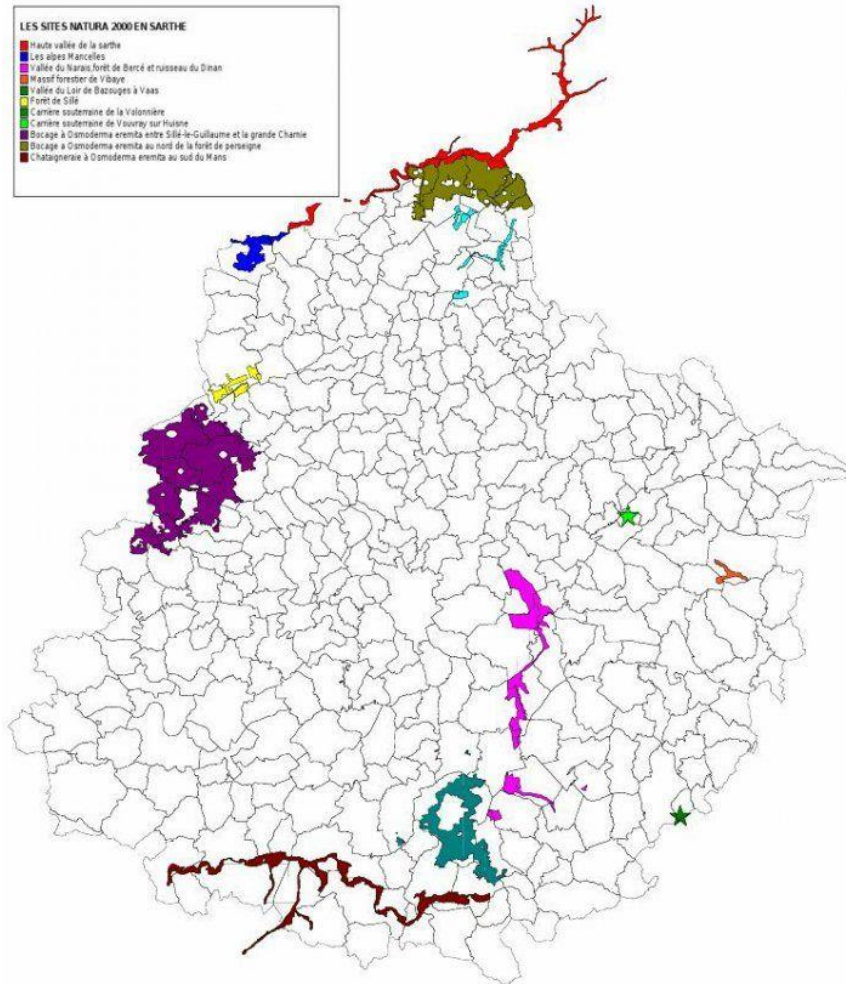 LES SITES NATURA 2000 EN SARTHE
Haute vallée de la sarthe
Les alpes Mancelles
Vallée du Narais,forêt de Bercé et ruisseau du Dinan
Massif forestier de Vibaye
Vallée du Loir de Bazouges à Vaas
Forêt de Sillé
Carrière souterraine de la Volonnière
Carrière souterraine de Vouvray sur Huisne
Bocage à Osmoderma eremita entre Sillé-le-Guillaume et la grande Charnie
Bocage a Osmoderma eremita au nord de la forêt de perseigne
Chataigneraie à Osmoderma eremita au sud du Mans